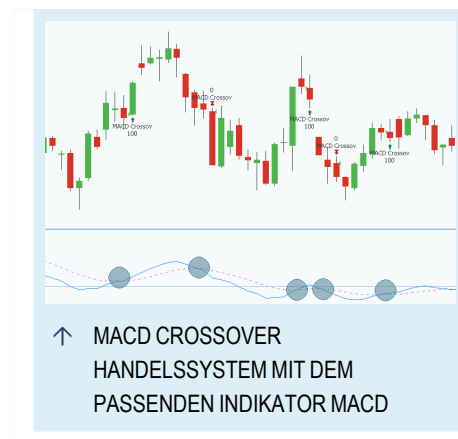 0
MACD Crossov
MACD Crossov
100
MACD Crossov
100
0
MACD Crossov
MACD Crossov
100
↑ MACD CROSSOVER
HANDELSSYSTEM MIT DEM
PASSENDEN INDIKATOR MACD